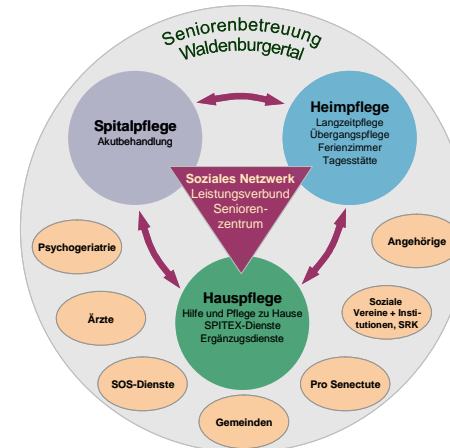 Seniorenbetreuung
Waldenburgertal
Spitalpflege
Akutbehandlung
Heimpflege
Langzeitpflege
Übergangspflege
Ferienzimmer
Tagesstätte
Soziales Netzwerk
Leistungsverbund
Senioren-
zentrum
Hauspflege
Hilfe und Pflege zu Hause
SPITEX-Dienste
Ergänzugsdienste
Psychogeriatrie
Ärzte
SOS-Dienste
Gemeinden
Pro Senectute
Soziale
Vereine + Insti-
tutionen, SRK
Angehörige